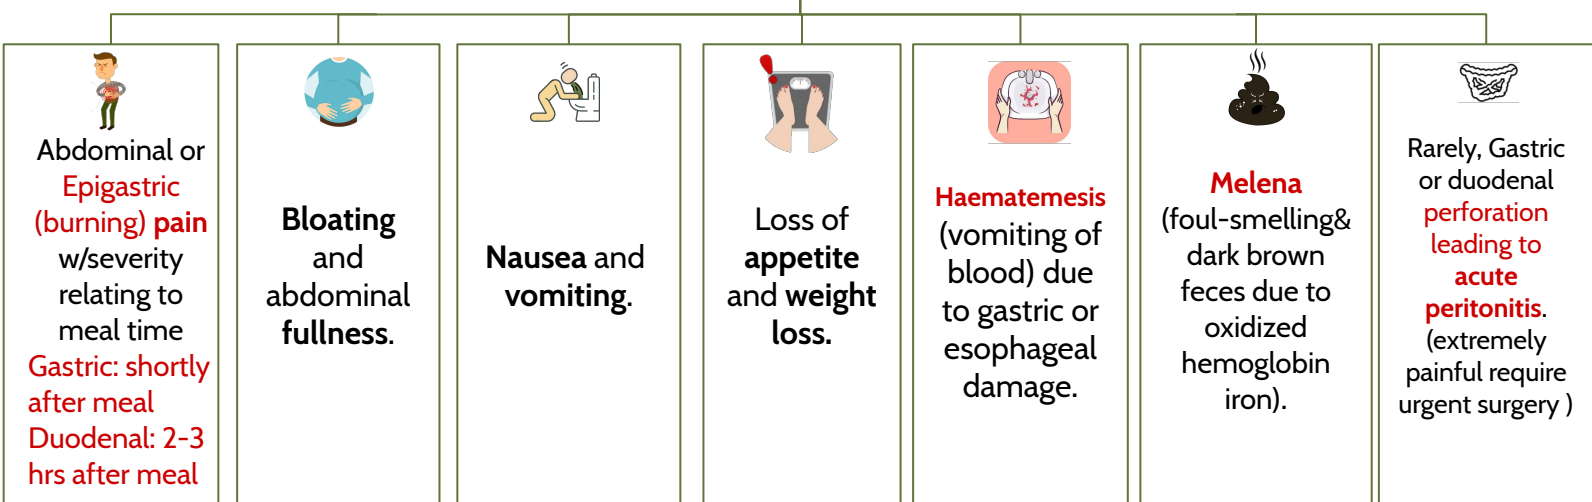 Abdominal or
Epigastric
(burning) pain
w/severity
relating to
meal time
Gastric: shortly
after meal
Duodenal: 2-3
hrs after meal
Bloating
and
abdominal
fullness.
Nausea and
vomiting.
Loss of
appetite
and weight
loss.
Haematemesis
(vomiting of
blood) due
to gastric or
esophageal
damage.
Melena
(foul-smelling&
dark brown
feces due to
oxidized
hemoglobin
iron).
Rarely, Gastric
or duodenal
perforation
leading to
acute
peritonitis.
(extremely
painful require
urgent surgery )